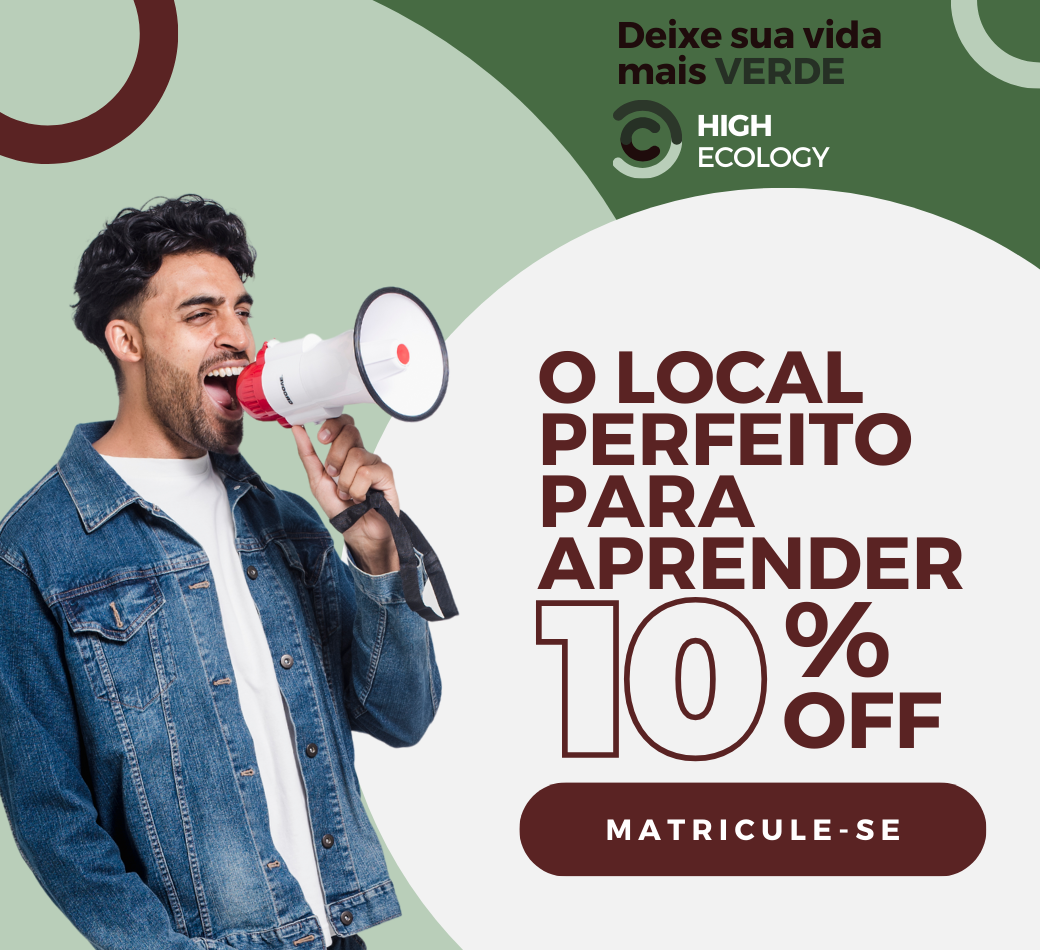 Deixe sua vida
mais VERDE
HIGH
ECOLOGY
O LOCAL
PERFEITO
PARA
APRENDER
10%
OFF
MATRICULE-SE